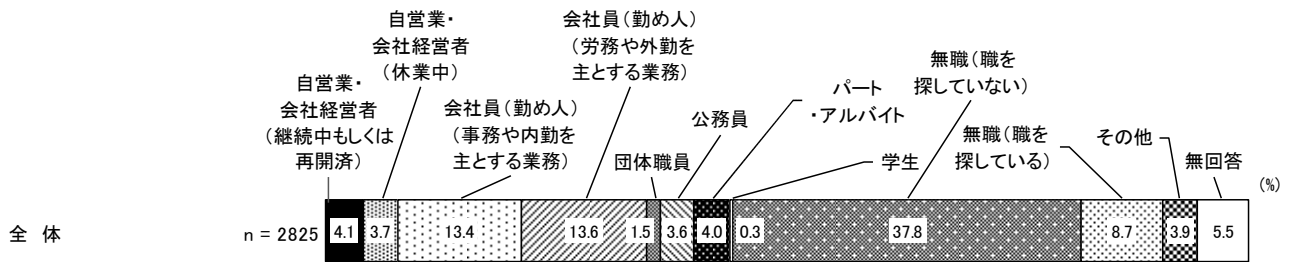 自営業・
会社経営者
(継続中もしくは
再開済)
自営業・
会社経営者
(休業中)
会社員(勤め人)
(事務や内勤を
主とする業務)
会社員(勤め人)
(労務や外勤を
主とする業務)
団体職員
公務員
パート
・アルバイト
学生
無職(職を
探していない)
無職(職を
探している)
その他
無回答
(%)
全 体
n = 2825
4.1
3.7
13.4
13.6
1.5
3.6
4.0
0.3
37.8
8.7
3.9
5.5